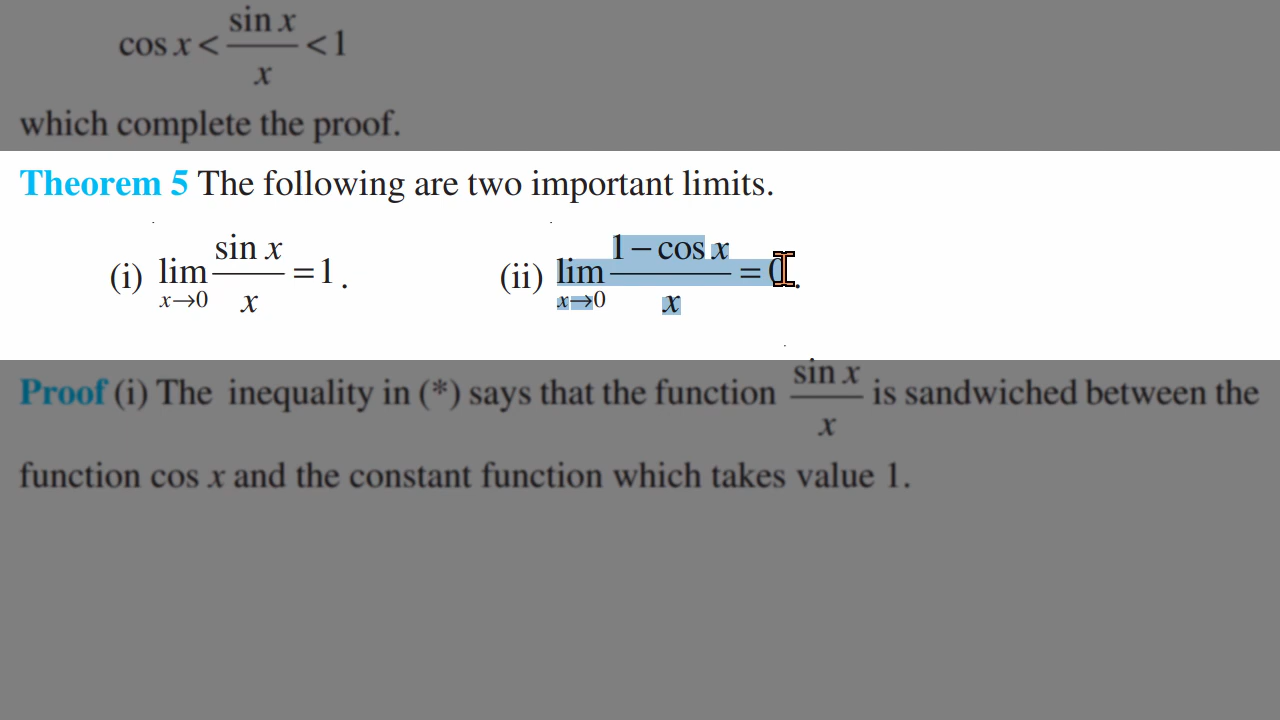 cos x < sin x / x < 1
which complete the proof.
Theorem 5 The following are two important limits.
(i) lim x→0 sin x / x = 1. (ii) lim x→0 1 − cos x / x = 0.
Proof (i) The inequality in (*) says that the function sin x / x is sandwiched between the
function cos x and the constant function which takes value 1.